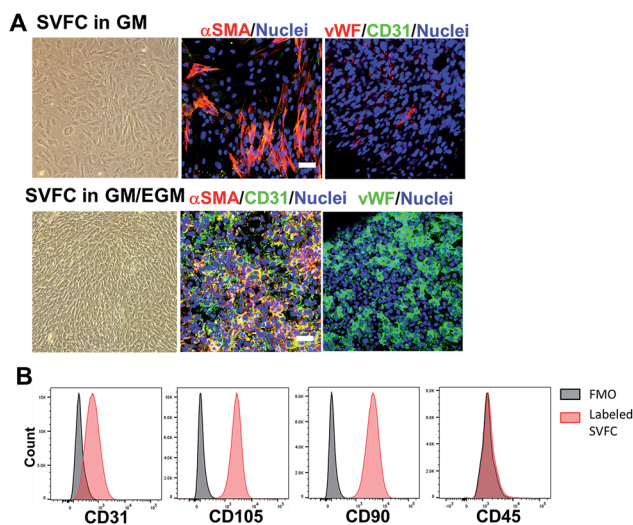 A
SVFC in GM
αSMA/Nuclei
vWF/CD31/Nuclei
SVFC in GM/EGM
αSMA/CD31/Nuclei
vWF/Nuclei
B
Count
CD31
CD105
CD90
CD45
FMO
Labeled
SVFC